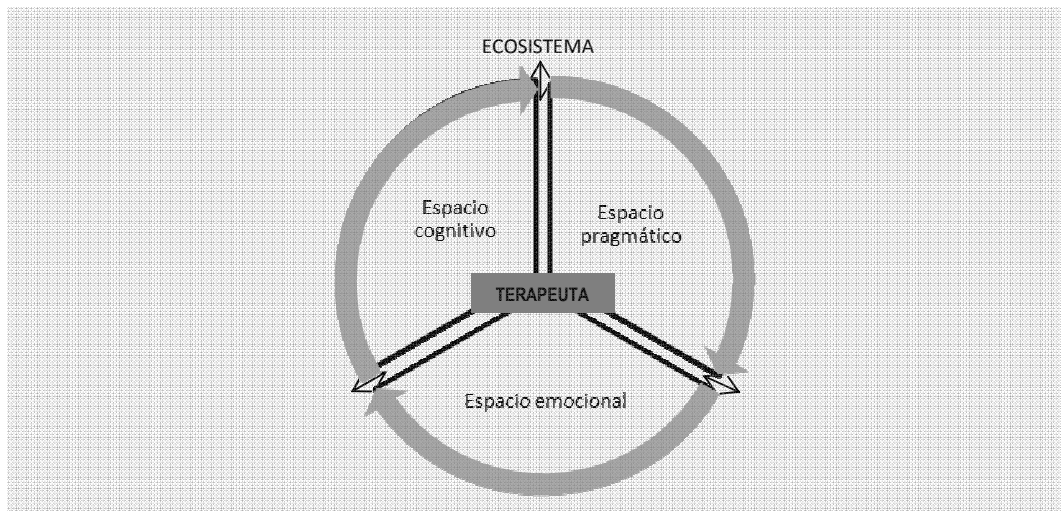 ECOSISTEMA
Espacio
cognitivo
Espacio
pragmático
TERAPEUTA
Espacio emocional